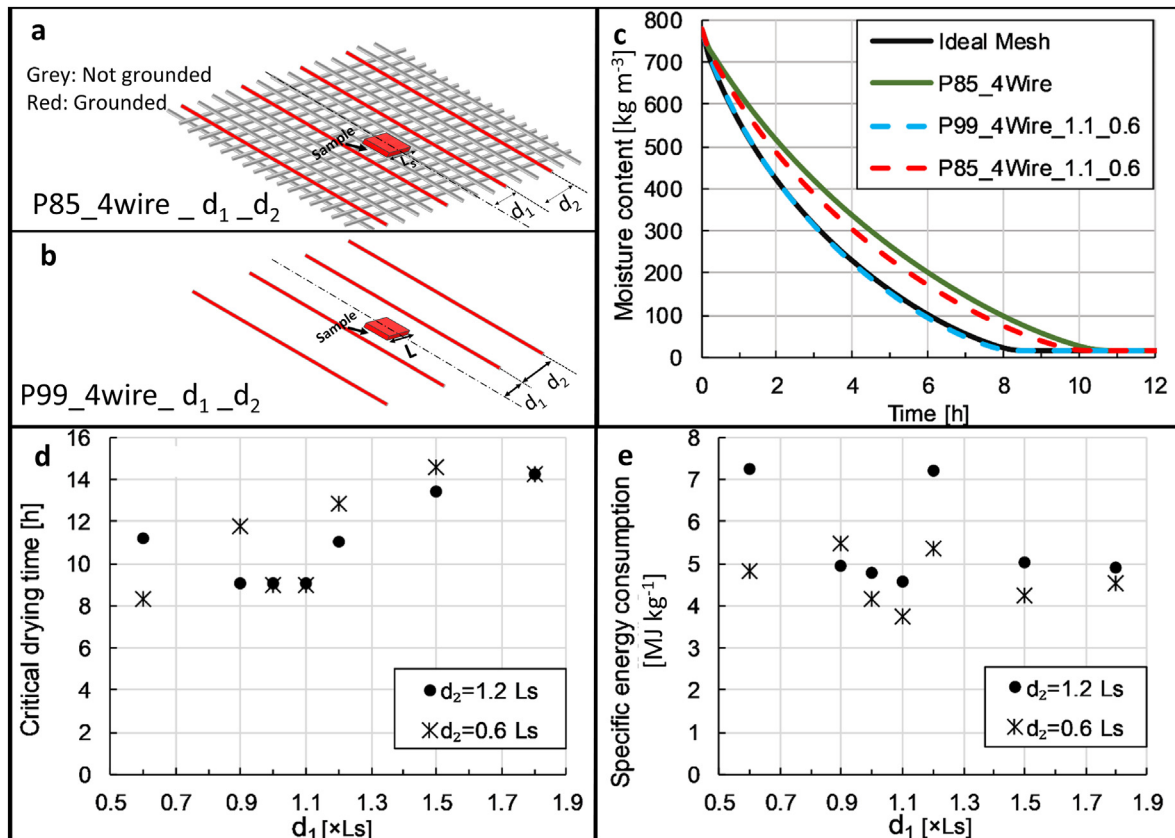 a
Grey: Not grounded
Red: Grounded
Sample
Ls
d₁
d₂
P85_4wire _ d₁ _d₂
b
Sample
L
d₁
d₂
P99_4wire_ d₁ _d₂
c
Moisture content [kg m⁻³]
800
700
600
500
400
300
200
100
0
Ideal Mesh
P85_4Wire
P99_4Wire_1.1_0.6
P85_4Wire_1.1_0.6
0 2 4 6 8 10 12
Time [h]
d
Critical drying time [h]
16
14
12
10
8
6
4
2
0
d₂=1.2 Ls
d₂=0.6 Ls
0.5 0.7 0.9 1.1 1.3 1.5 1.7 1.9
d₁ [×Ls]
e
Specific energy consumption
[MJ kg⁻¹]
8
7
6
5
4
3
2
1
0
d₂=1.2 Ls
d₂=0.6 Ls
0.5 0.7 0.9 1.1 1.3 1.5 1.7 1.9
d₁ [×Ls]